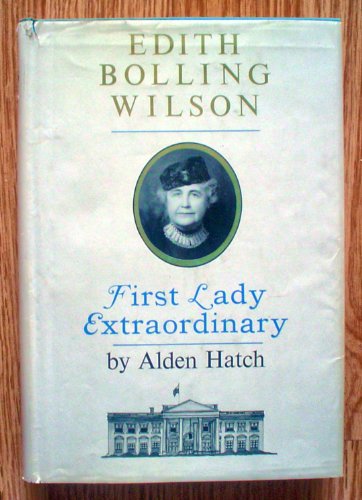 EDITH
BOLLING
WILSON
First Lady
Extraordinary
by Alden Hatch